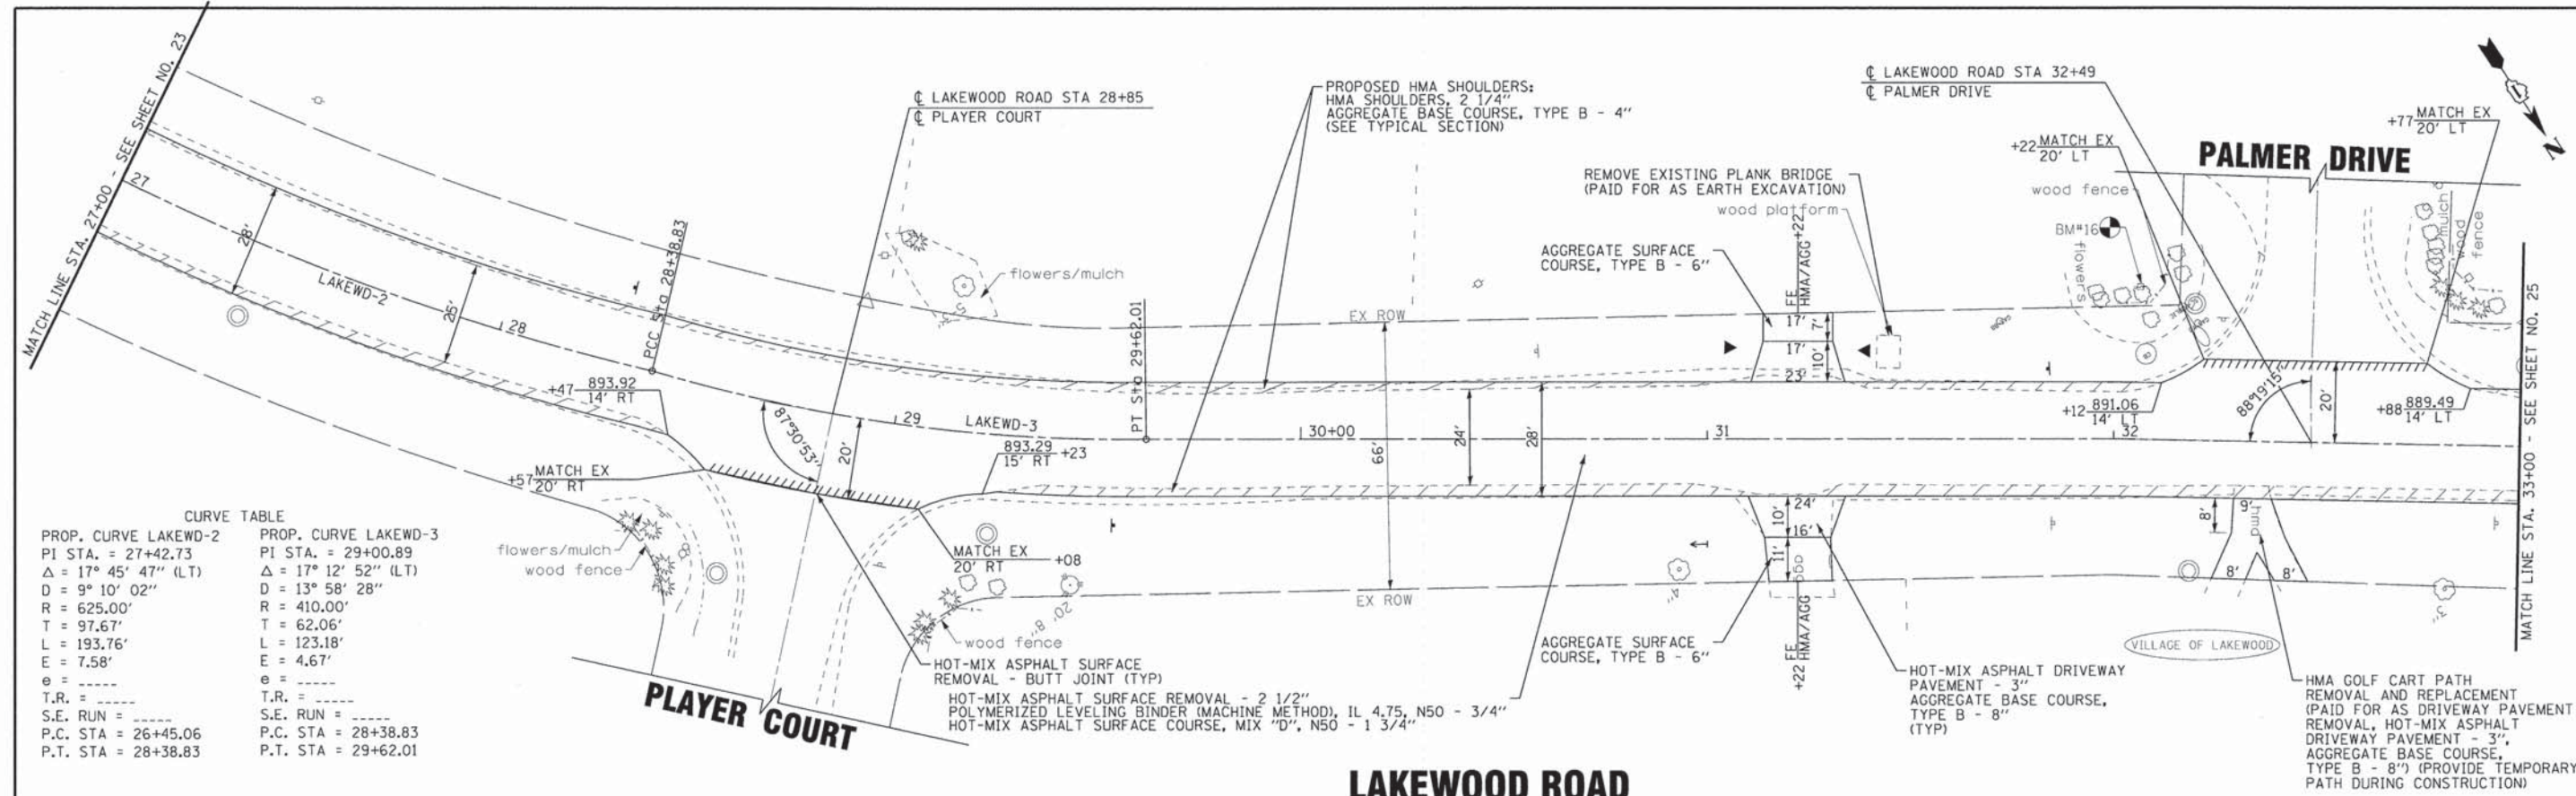 MATCH LINE STA. 27+00 - SEE SHEET NO. 23
27
28'
LAKEWD-2
25'
28
PCC Sta 28+38.83
+47 893.92
14' RT
+57 MATCH EX
20' RT
87°30'53"
20'
29
LAKEWD-3
893.29
15' RT +23
MATCH EX
20' RT +08
℄ LAKEWOOD ROAD STA 28+85
℄ PLAYER COURT
flowers/mulch
5'
PT Sta 29+62.01
PROPOSED HMA SHOULDERS:
HMA SHOULDERS, 2 1/4"
AGGREGATE BASE COURSE, TYPE B - 4"
(SEE TYPICAL SECTION)
EX ROW
30+00
66'
24'
28'
31
EX ROW
REMOVE EXISTING PLANK BRIDGE
(PAID FOR AS EARTH EXCAVATION)
wood platform
AGGREGATE SURFACE
COURSE, TYPE B - 6"
FE +22
HMA/AGG
17'
7'
17'
10'
23'
℄ LAKEWOOD ROAD STA 32+49
℄ PALMER DRIVE
+22 MATCH EX
20' LT
PALMER DRIVE
+77 MATCH EX
20' LT
N
wood fence
BM#16
flowers
mulch
wood
fence
+12 891.06
14' LT
32
88°19'15"
20'
+88 889.49
14' LT
MATCH LINE STA. 33+00 - SEE SHEET NO. 25
flowers/mulch
wood fence
wood fence
20' 8"
PLAYER COURT
HOT-MIX ASPHALT SURFACE
REMOVAL - BUTT JOINT (TYP)
HOT-MIX ASPHALT SURFACE REMOVAL - 2 1/2"
POLYMERIZED LEVELING BINDER (MACHINE METHOD), IL 4.75, N50 - 3/4"
HOT-MIX ASPHALT SURFACE COURSE, MIX "D", N50 - 1 3/4"
24'
10'
16'
11'
agg
+22 FE
HMA/AGG
4"
AGGREGATE SURFACE
COURSE, TYPE B - 6"
HOT-MIX ASPHALT DRIVEWAY
PAVEMENT - 3"
AGGREGATE BASE COURSE,
TYPE B - 8"
(TYP)
8'
9'
hma
8'
8'
3"
VILLAGE OF LAKEWOOD
HMA GOLF CART PATH
REMOVAL AND REPLACEMENT
(PAID FOR AS DRIVEWAY PAVEMENT
REMOVAL, HOT-MIX ASPHALT
DRIVEWAY PAVEMENT - 3",
AGGREGATE BASE COURSE,
TYPE B - 8") (PROVIDE TEMPORARY
PATH DURING CONSTRUCTION)
CURVE TABLE
PROP. CURVE LAKEWD-2
PI STA. = 27+42.73
Δ = 17° 45' 47" (LT)
D = 9° 10' 02"
R = 625.00'
T = 97.67'
L = 193.76'
E = 7.58'
e = _____
T.R. = _____
S.E. RUN = _____
P.C. STA = 26+45.06
P.T. STA = 28+38.83
PROP. CURVE LAKEWD-3
PI STA. = 29+00.89
Δ = 17° 12' 52" (LT)
D = 13° 58' 28"
R = 410.00'
T = 62.06'
L = 123.18'
E = 4.67'
e = _____
T.R. = _____
S.E. RUN = _____
P.C. STA = 28+38.83
P.T. STA = 29+62.01
LAKEWOOD ROAD